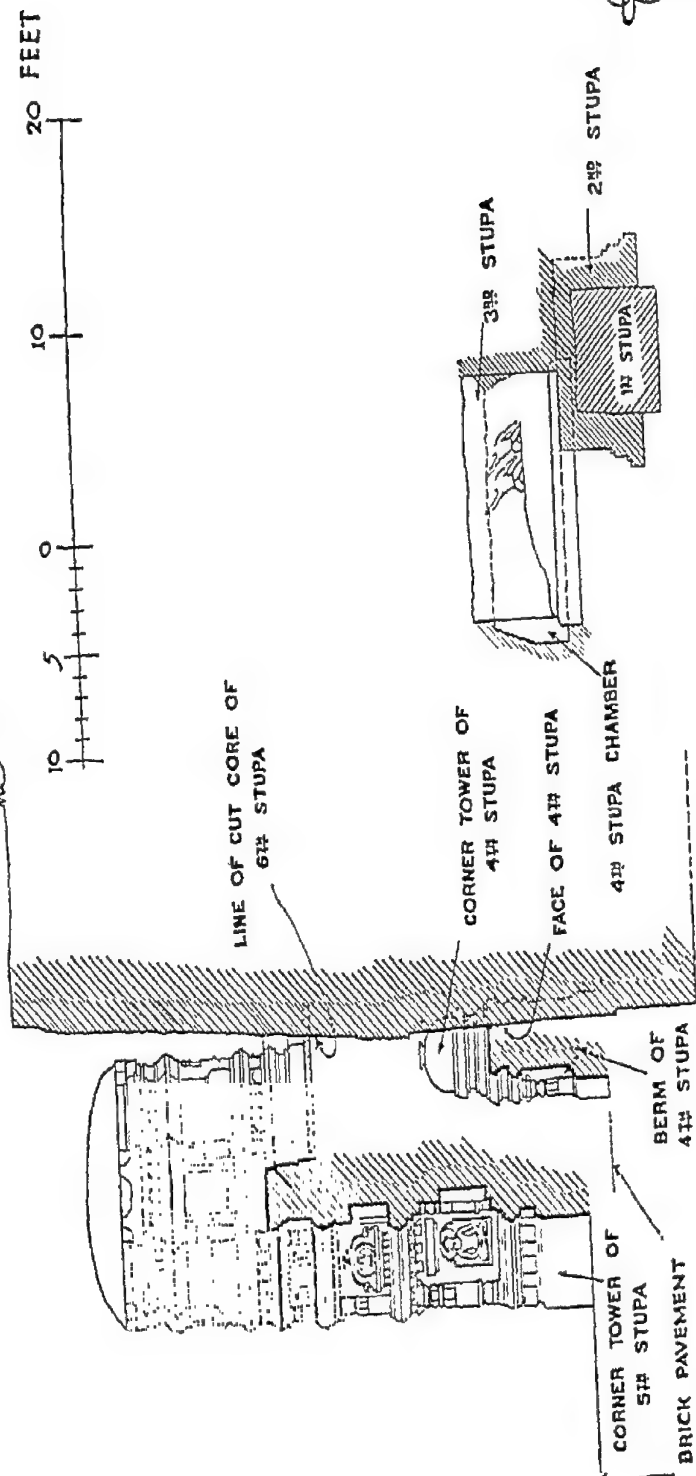 10 5 0 10 20 FEET
LINE OF CUT CORE OF
6TH STUPA
3RD STUPA
2ND STUPA
1ST STUPA
CORNER TOWER OF
4TH STUPA
FACE OF 4TH STUPA
4TH STUPA CHAMBER
BERM OF
4TH STUPA
CORNER TOWER OF
5TH STUPA
BRICK PAVEMENT